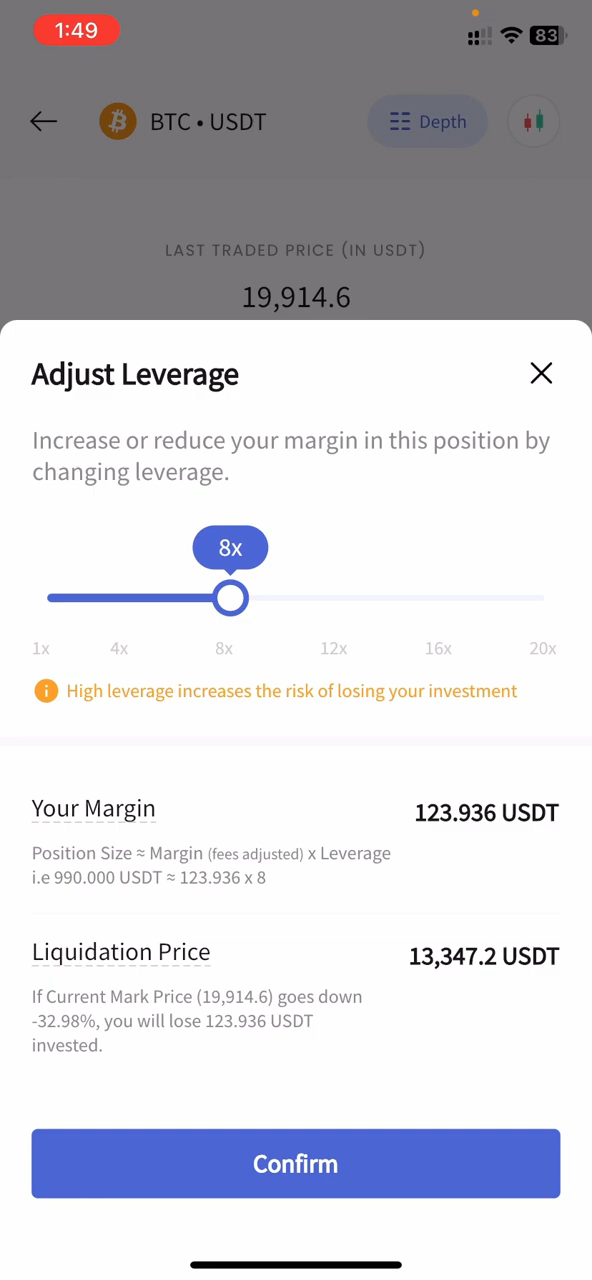 1:49
83
BTC • USDT
Depth
LAST TRADED PRICE (IN USDT)
19,914.6
Adjust Leverage
Increase or reduce your margin in this position by
changing leverage.
8x
1x 4x 8x 12x 16x 20x
High leverage increases the risk of losing your investment
Your Margin 123.936 USDT
Position Size ≈ Margin (fees adjusted) x Leverage
i.e 990.000 USDT ≈ 123.936 x 8
Liquidation Price 13,347.2 USDT
If Current Mark Price (19,914.6) goes down
-32.98%, you will lose 123.936 USDT
invested.
Confirm